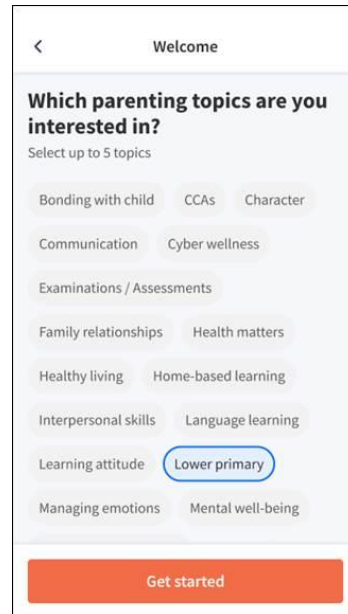 Welcome
Which parenting topics are you
interested in?
Select up to 5 topics
Bonding with child CCAs Character
Communication Cyber wellness
Examinations / Assessments
Family relationships Health matters
Healthy living Home-based learning
Interpersonal skills Language learning
Learning attitude Lower primary
Managing emotions Mental well-being
Get started